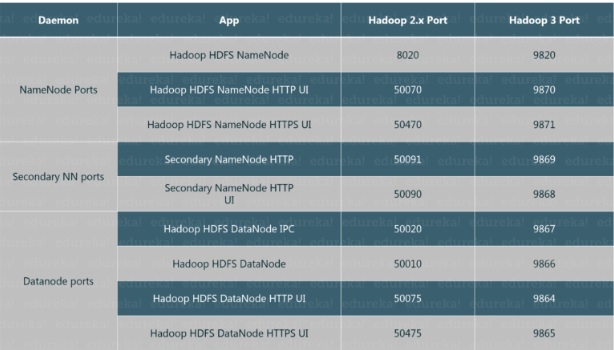 Daemon App Hadoop 2.x Port Hadoop 3 Port
Hadoop HDFS NameNode 8020 9820
NameNode Ports Hadoop HDFS NameNode HTTP UI 50070 9870
Hadoop HDFS NameNode HTTPS UI 50470 9871
Secondary NN ports Secondary NameNode HTTP 50091 9869
Secondary NameNode HTTP
UI 50090 9868
Datanode ports Hadoop HDFS DataNode IPC 50020 9867
Hadoop HDFS DataNode 50010 9866
Hadoop HDFS DataNode HTTP UI 50075 9864
Hadoop HDFS DataNode HTTPS UI 50475 9865
edureka!